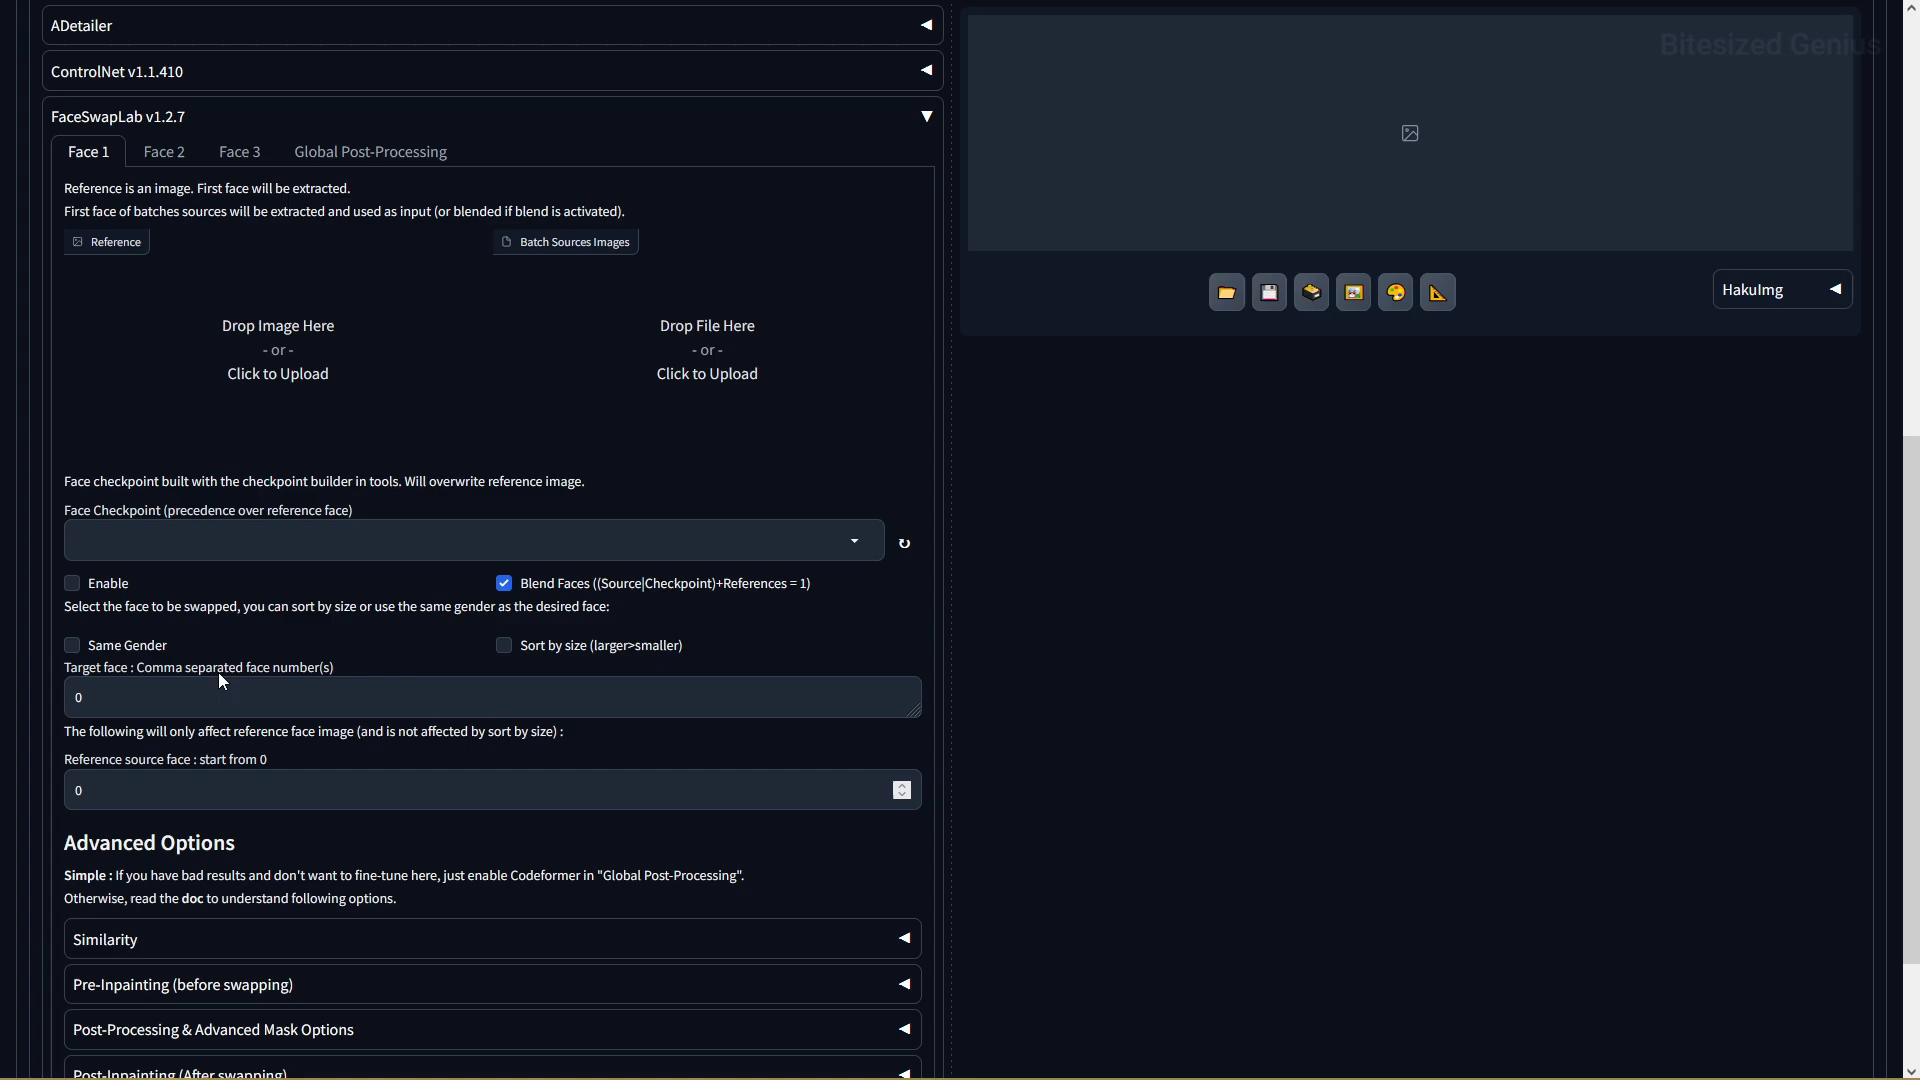 ADetailer
ControlNet v1.1.410
FaceSwapLab v1.2.7
Face 1 Face 2 Face 3 Global Post-Processing
Reference is an image. First face will be extracted.
First face of batches sources will be extracted and used as input (or blended if blend is activated).
Reference
Drop Image Here
- or -
Click to Upload
Batch Sources Images
Drop File Here
- or -
Click to Upload
Face checkpoint built with the checkpoint builder in tools. Will overwrite reference image.
Face Checkpoint (precedence over reference face)
Enable
Blend Faces ((Source|Checkpoint)+References = 1)
Select the face to be swapped, you can sort by size or use the same gender as the desired face:
Same Gender
Sort by size (larger>smaller)
Target face : Comma separated face number(s)
0
The following will only affect reference face image (and is not affected by sort by size) :
Reference source face : start from 0
0
Advanced Options
Simple : If you have bad results and don't want to fine-tune here, just enable Codeformer in "Global Post-Processing".
Otherwise, read the doc to understand following options.
Similarity
Pre-Inpainting (before swapping)
Post-Processing & Advanced Mask Options
Post-Inpainting (After swapping)
Bitesized Genius
HakuImg